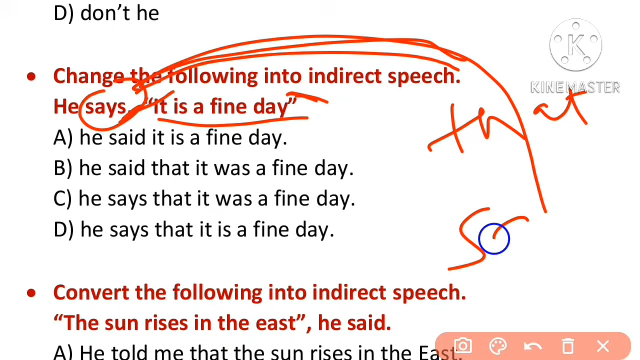 D) don’t he
• Change the following into indirect speech.
He says, “it is a fine day”
A) he said it is a fine day.
B) he said that it was a fine day.
C) he says that it was a fine day.
D) he says that it is a fine day.
that
• Convert the following into indirect speech.
“The sun rises in the east”, he said.
A) He told me that the sun rises in the East.
K
KINEMASTER